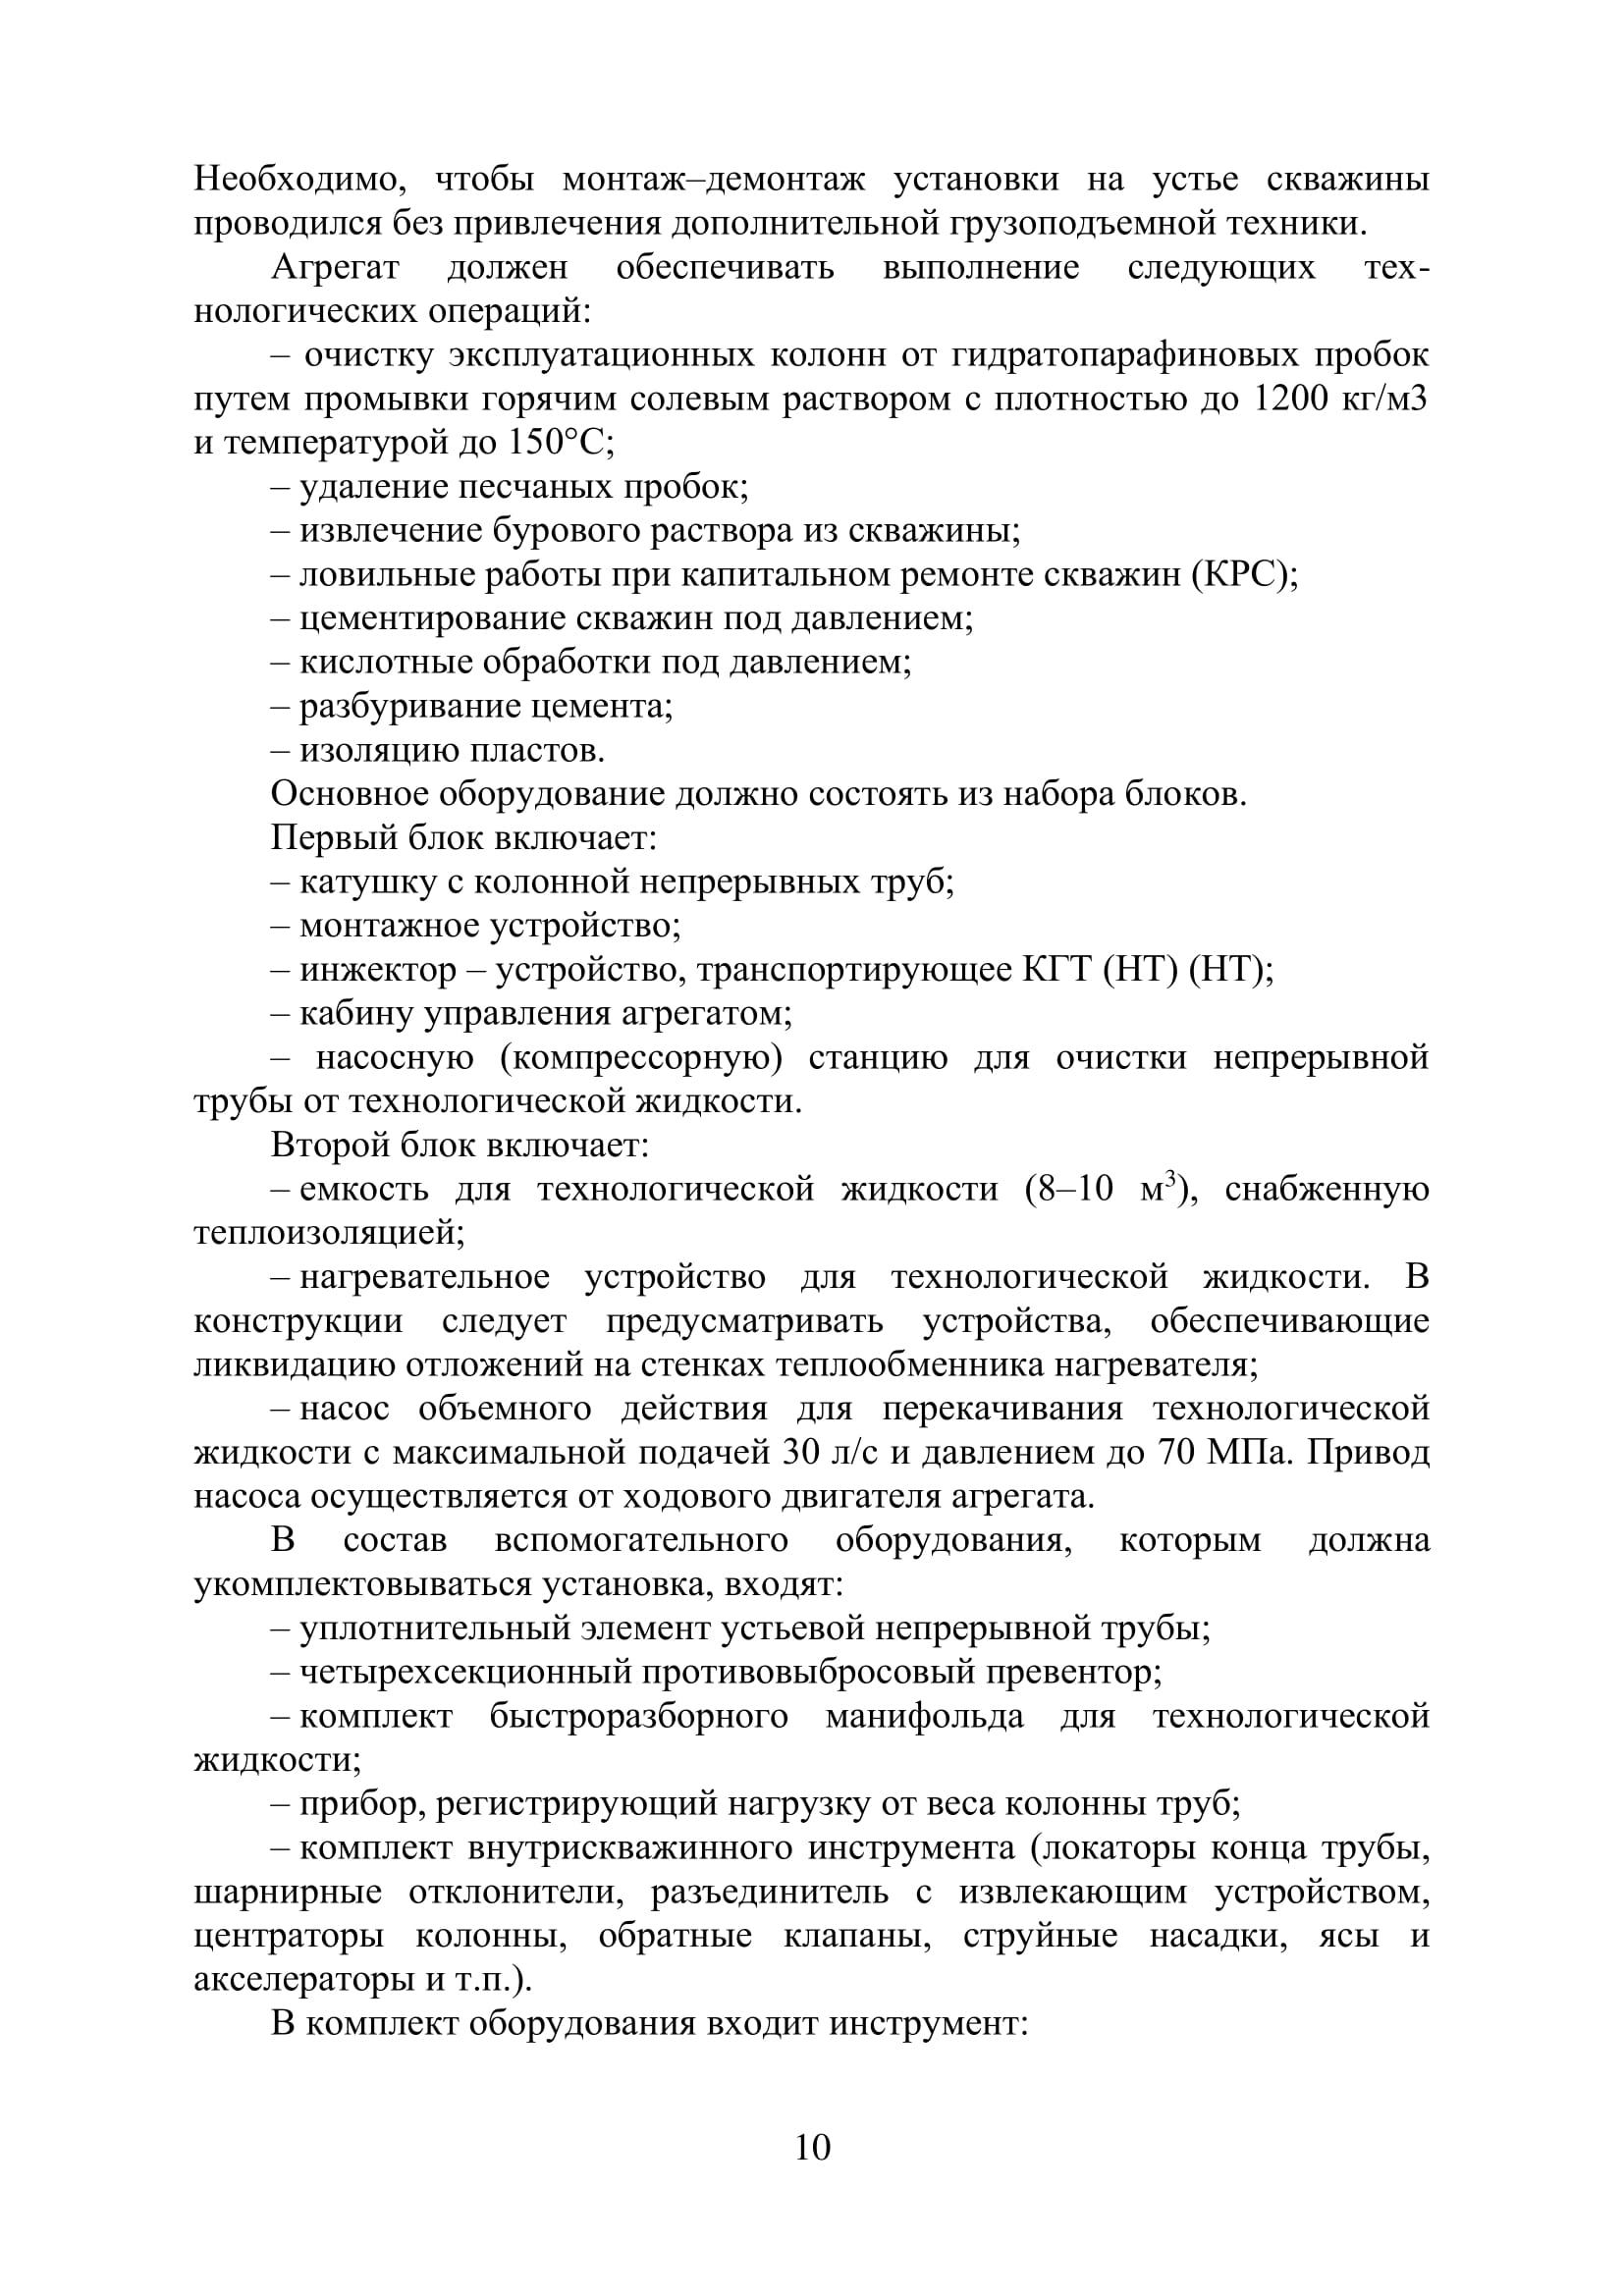 Необходимо, чтобы монтаж–демонтаж установки на устье скважины
проводился без привлечения дополнительной грузоподъемной техники.
Агрегат должен обеспечивать выполнение следующих тех-
нологических операций:
– очистку эксплуатационных колонн от гидратопарафиновых пробок
путем промывки горячим солевым раствором с плотностью до 1200 кг/м3
и температурой до 150°С;
– удаление песчаных пробок;
– извлечение бурового раствора из скважины;
– ловильные работы при капитальном ремонте скважин (КРС);
– цементирование скважин под давлением;
– кислотные обработки под давлением;
– разбуривание цемента;
– изоляцию пластов.
Основное оборудование должно состоять из набора блоков.
Первый блок включает:
– катушку с колонной непрерывных труб;
– монтажное устройство;
– инжектор – устройство, транспортирующее КГТ (НТ) (НТ);
– кабину управления агрегатом;
– насосную (компрессорную) станцию для очистки непрерывной
трубы от технологической жидкости.
Второй блок включает:
– емкость для технологической жидкости (8–10 м³), снабженную
теплоизоляцией;
– нагревательное устройство для технологической жидкости. В
конструкции следует предусматривать устройства, обеспечивающие
ликвидацию отложений на стенках теплообменника нагревателя;
– насос объемного действия для перекачивания технологической
жидкости с максимальной подачей 30 л/с и давлением до 70 МПа. Привод
насоса осуществляется от ходового двигателя агрегата.
В состав вспомогательного оборудования, которым должна
укомплектовываться установка, входят:
– уплотнительный элемент устьевой непрерывной трубы;
– четырехсекционный противовыбросовый превентор;
– комплект быстроразборного манифольда для технологической
жидкости;
– прибор, регистрирующий нагрузку от веса колонны труб;
– комплект внутрискважинного инструмента (локаторы конца трубы,
шарнирные отклонители, разъединитель с извлекающим устройством,
центраторы колонны, обратные клапаны, струйные насадки, ясы и
акселераторы и т.п.).
В комплект оборудования входит инструмент:
10